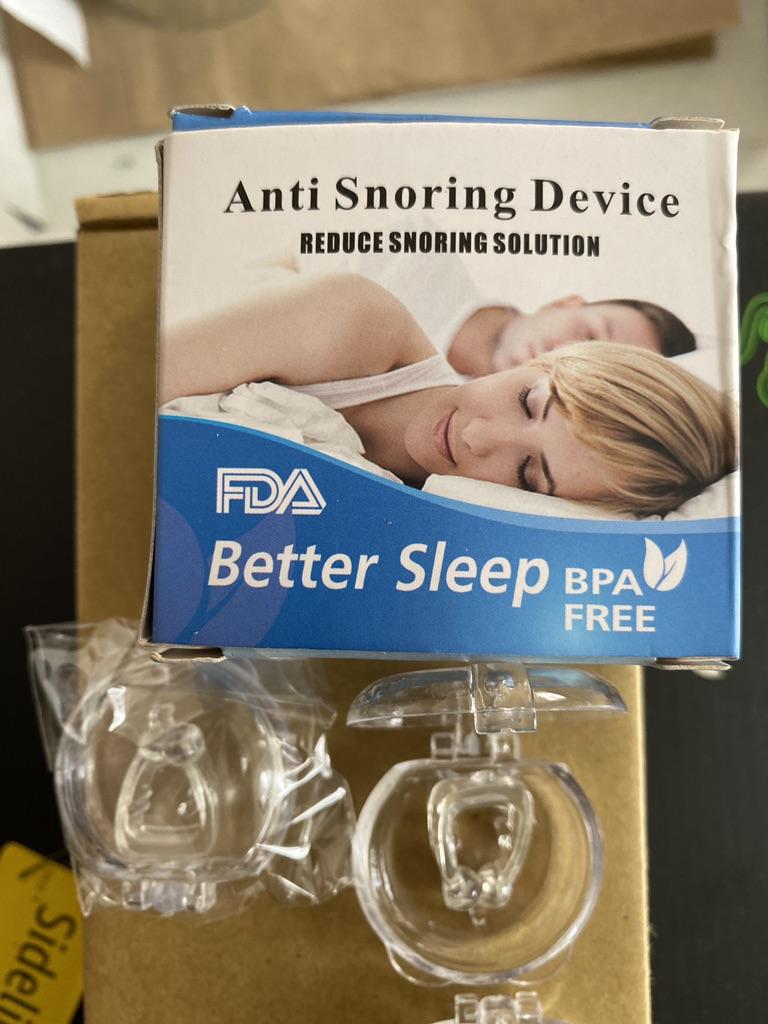 Anti Snoring Device
REDUCE SNORING SOLUTION
FDA
Better Sleep
BPA
FREE
Sideli